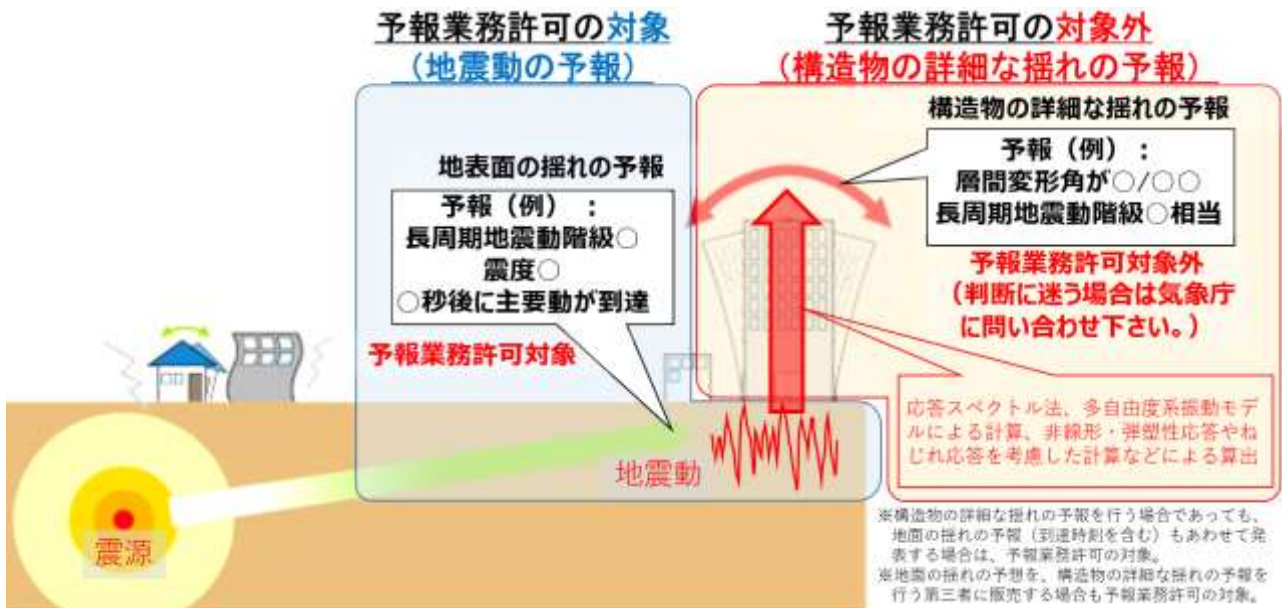 予報業務許可の対象
（地震動の予報）
予報業務許可の対象外
（構造物の詳細な揺れの予報）
地表面の揺れの予報
予報（例）：
長周期地震動階級○
震度○
○秒後に主要動が到達
予報業務許可対象
構造物の詳細な揺れの予報
予報（例）：
層間変形角が○/○○
長周期地震動階級○相当
予報業務許可対象外
（判断に迷う場合は気象庁
に問い合わせ下さい。）
応答スペクトル法、多自由度系振動モデ
ルによる計算、非線形・弾塑性応答やね
じれ応答を考慮した計算などによる算出
地震動
震源
※構造物の詳細な揺れの予報を行う場合であっても、
地面の揺れの予報（到達時刻を含む）もあわせて発
表する場合は、予報業務許可の対象。
※地面の揺れの予想を、構造物の詳細な揺れの予報を
行う第三者に販売する場合も予報業務許可の対象。